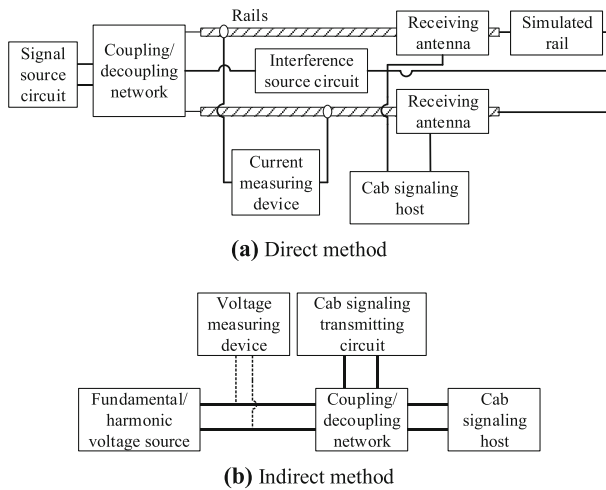 Rails
Receiving
antenna
Simulated
rail
Signal
source
circuit
Coupling/
decoupling
network
Interference
source circuit
Receiving
antenna
Current
measuring
device
Cab signaling
host
(a) Direct method
Voltage
measuring
device
Cab signaling
transmitting
circuit
Fundamental/
harmonic
voltage source
Coupling/
decoupling
network
Cab
signaling
host
(b) Indirect method